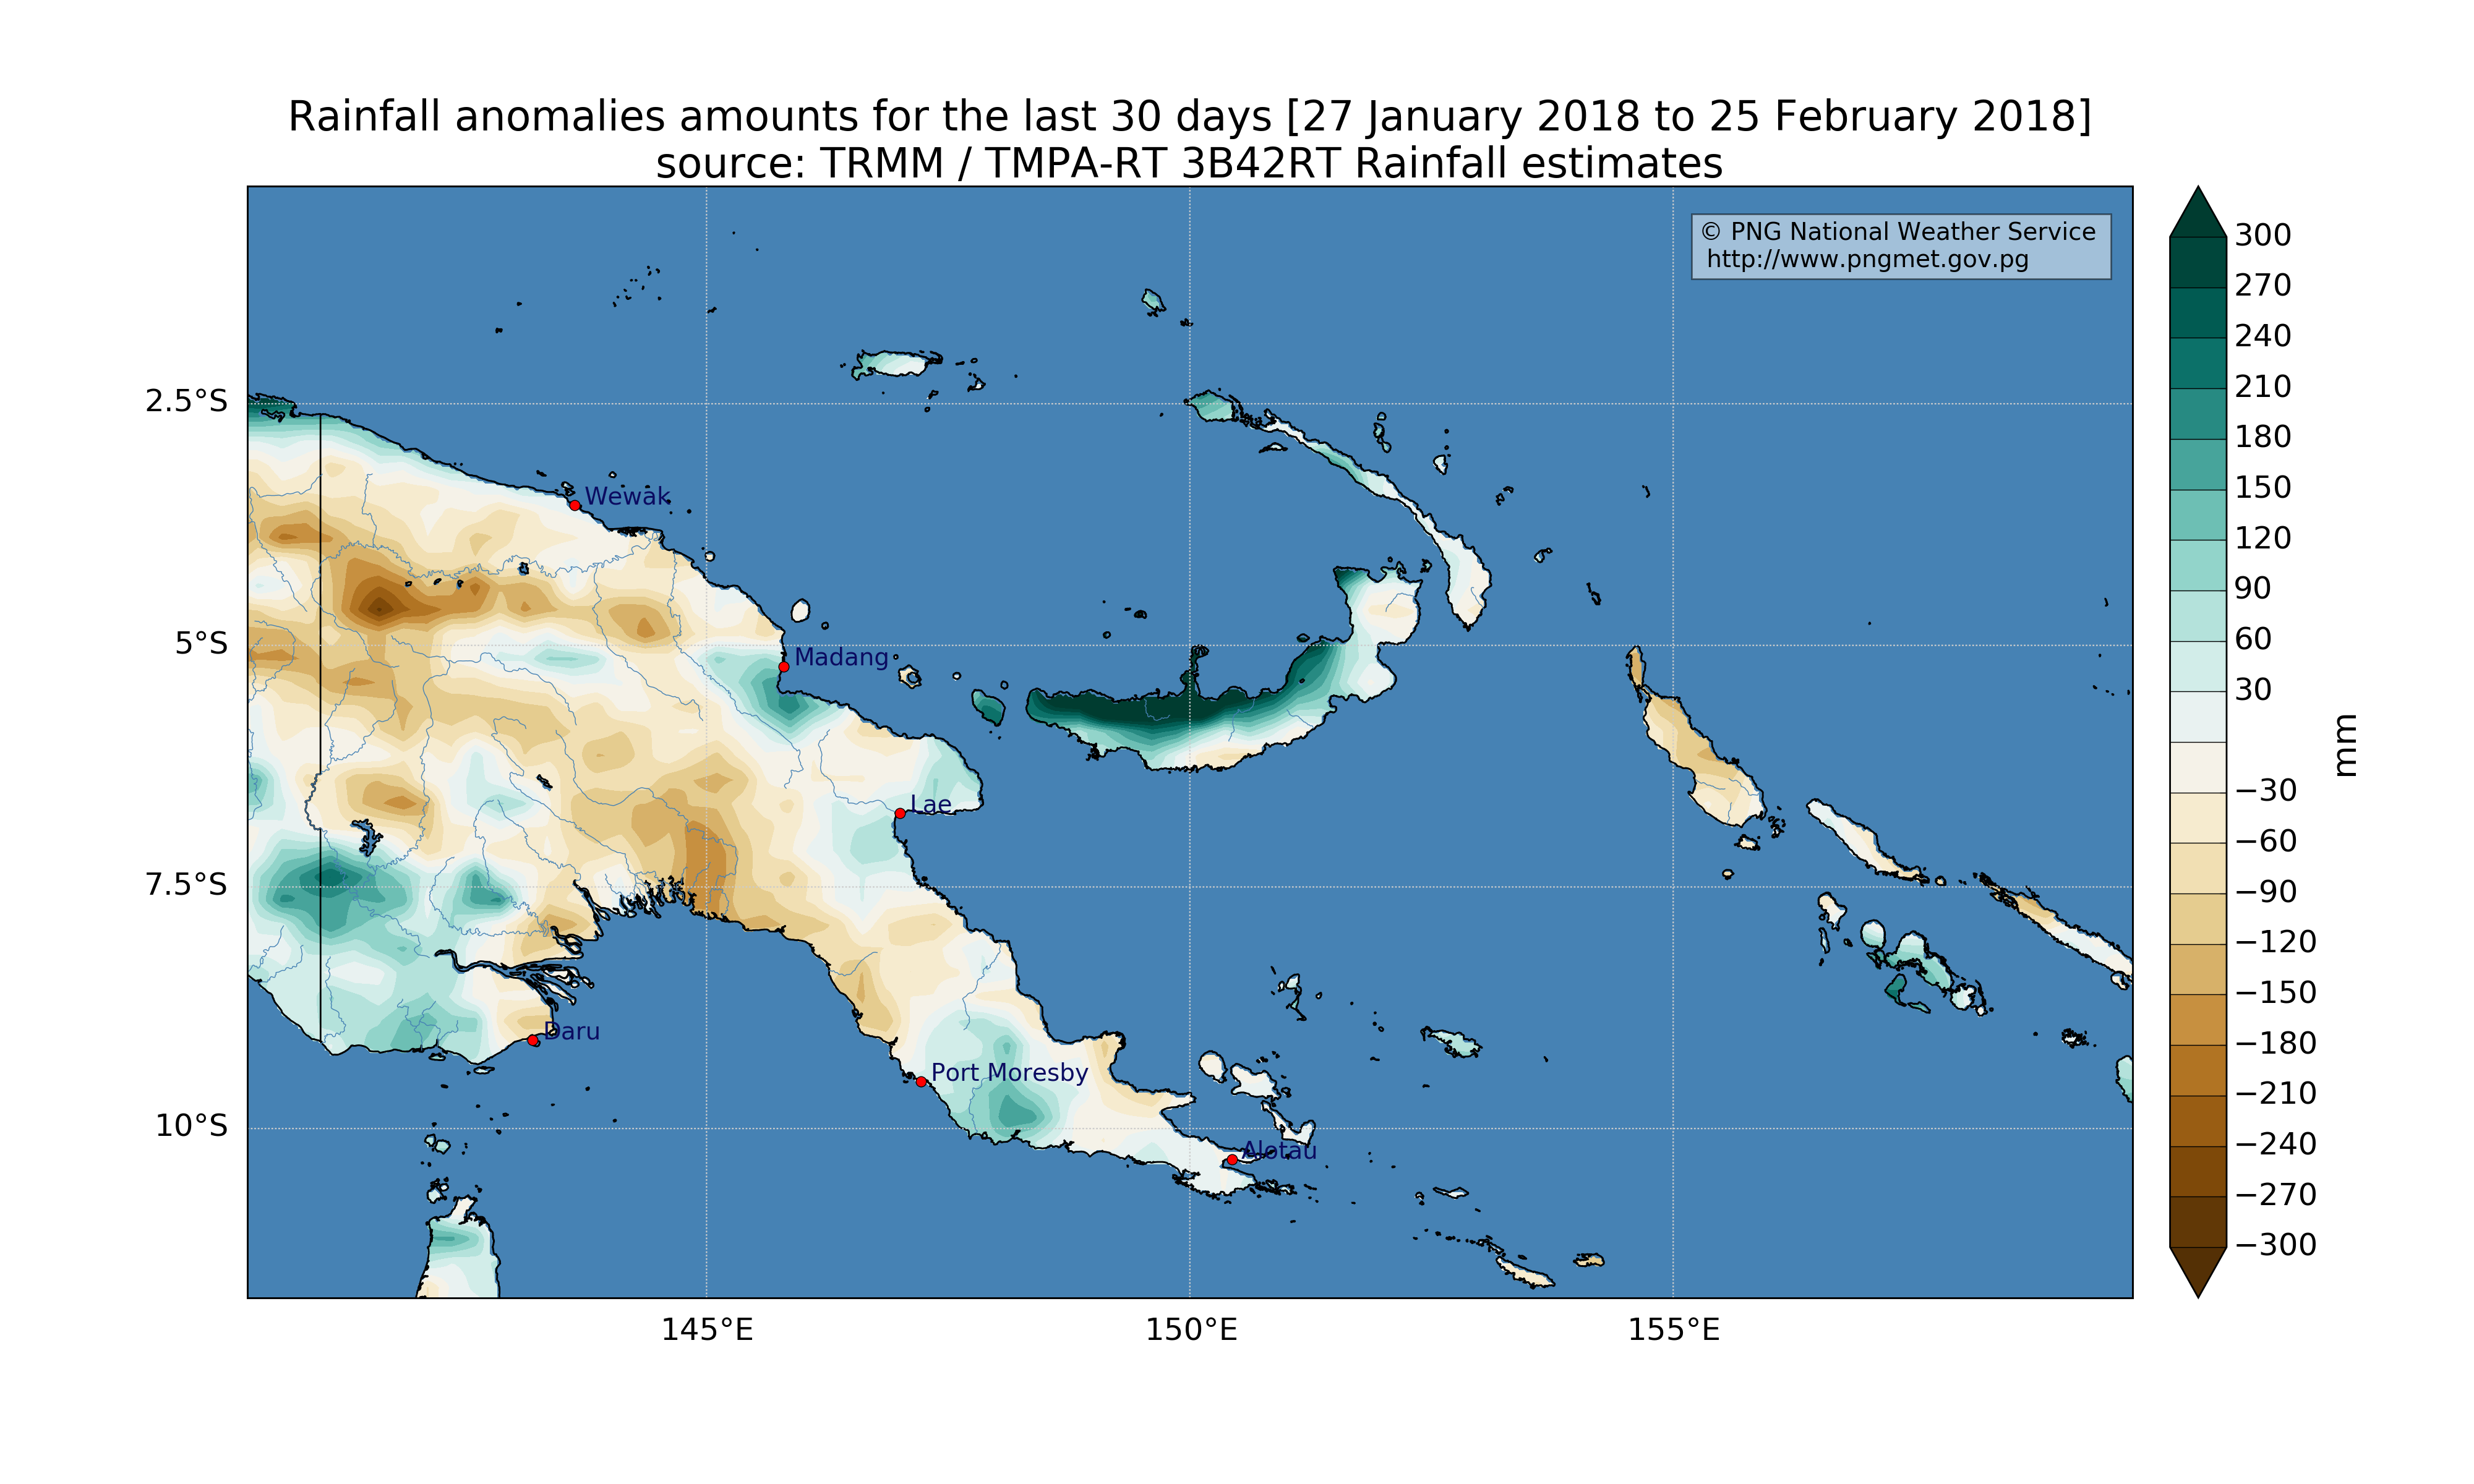 Rainfall anomalies amounts for the last 30 days [27 January 2018 to 25 February 2018]
source: TRMM / TMPA-RT 3B42RT Rainfall estimates
© PNG National Weather Service
http://www.pngmet.gov.pg
2.5°S
5°S
7.5°S
10°S
Wewak
Madang
Lae
Daru
Port Moresby
Alotau
145°E
150°E
155°E
300
270
240
210
180
150
120
90
60
30
−30
−60
−90
−120
−150
−180
−210
−240
−270
−300
mm